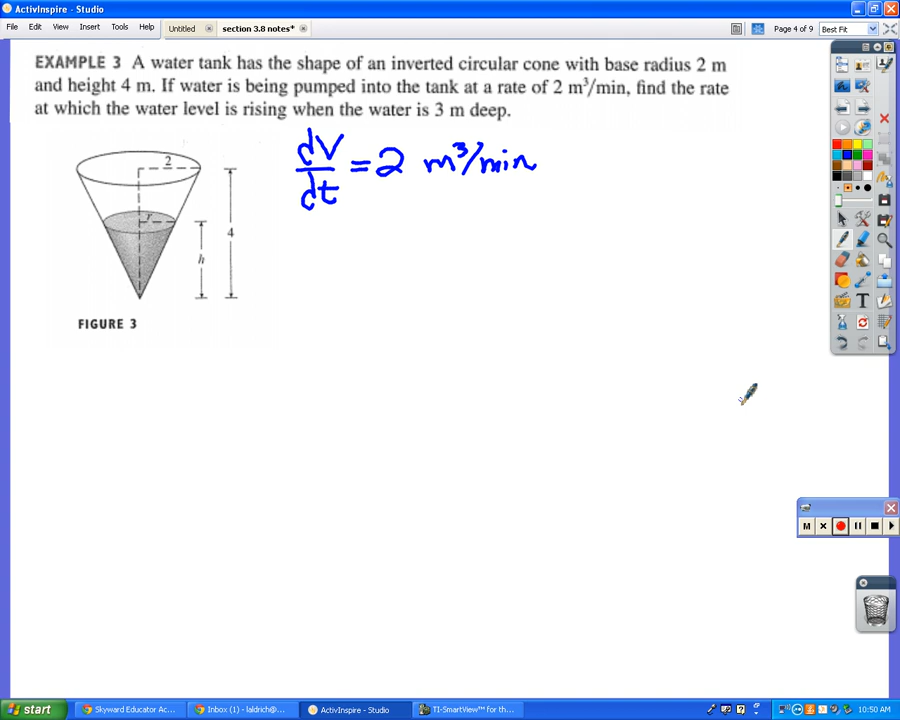 ActivInspire - Studio
File Edit View Insert Tools Help Untitled section 3.8 notes* Page 4 of 9 Best Fit
EXAMPLE 3 A water tank has the shape of an inverted circular cone with base radius 2 m
and height 4 m. If water is being pumped into the tank at a rate of 2 m³/min, find the rate
at which the water level is rising when the water is 3 m deep.
dV/dt = 2 m³/min
2
r
4
h
FIGURE 3
T
M
start Skyward Educator Ac... Inbox (1) - laldrich@... ActivInspire - Studio TI-SmartView™ for th... 10:50 AM